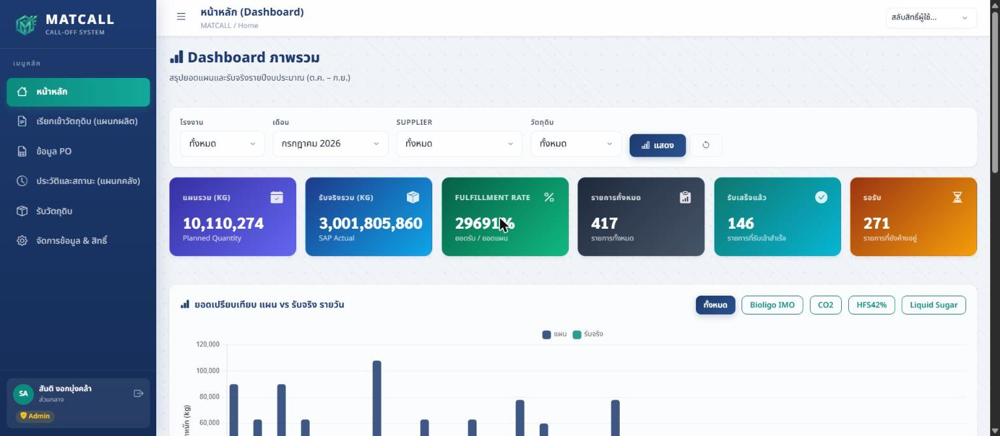 MATCALL
CALL-OFF SYSTEM
เมนูหลัก
หน้าหลัก
เรียกเข้าวัตถุดิบ (แผนกผลิต)
ข้อมูล PO
ประวัติและสถานะ (แผนกคลัง)
รับวัตถุดิบ
จัดการข้อมูล & สิทธิ์
SA
สันติ งอกบุ่งคล้า
ส่วนกลาง
Admin
หน้าหลัก (Dashboard)
MATCALL / Home
สลับสิทธิ์ผู้ใช้...
Dashboard ภาพรวม
สรุปยอดแผนและรับจริงรายปีงบประมาณ (ต.ค. – ก.ย.)
โรงงาน เดือน SUPPLIER วัตถุดิบ
ทั้งหมด กรกฎาคม 2026 ทั้งหมด ทั้งหมด แสดง
แผนรวม (KG)
10,110,274
Planned Quantity
รับจริงรวม (KG)
3,001,805,860
SAP Actual
FULFILLMENT RATE
29691%
ยอดรับ / ยอดแผน
รายการทั้งหมด
417
รายการทั้งหมด
รับเสร็จแล้ว
146
รายการที่รับเข้าสำเร็จ
รอรับ
271
รายการที่ยังค้างอยู่
ยอดเปรียบเทียบ แผน vs รับจริง รายวัน
ทั้งหมด Bioligo IMO CO2 HFS42% Liquid Sugar
แผน รับจริง
120,000
100,000
80,000
60,000